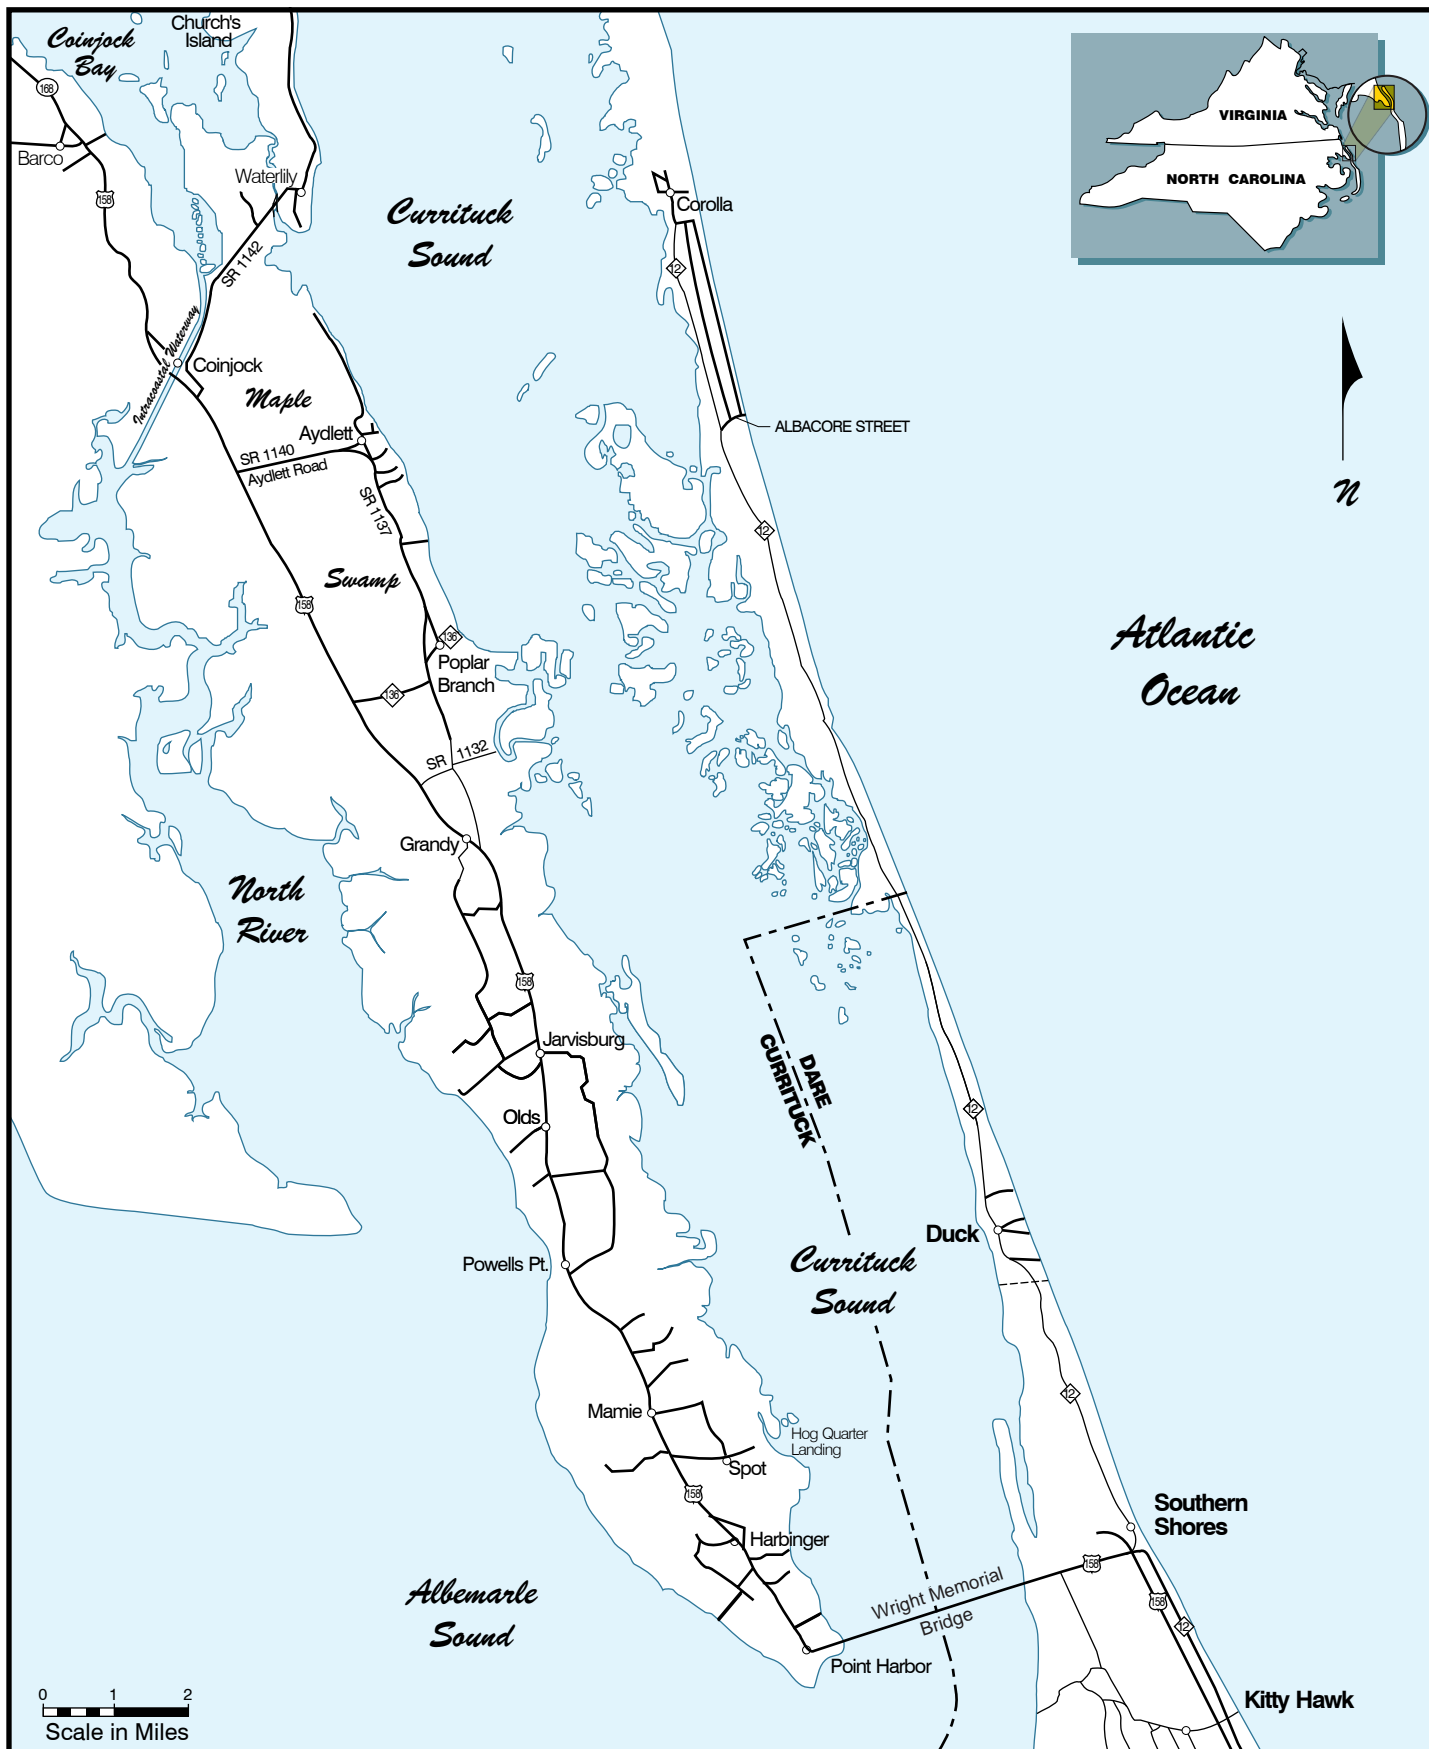 Coinjock
Bay
Church's
Island
168
Barco
158
Waterlily
SR 1142
Currituck
Sound
Corolla
12
VIRGINIA
NORTH CAROLINA
Intracoastal Waterway
Coinjock
Maple
Aydlett
SR 1140
Aydlett Road
SR 1137
ALBACORE STREET
N
12
Swamp
158
136
Poplar
Branch
136
Atlantic
Ocean
SR 1132
Grandy
North
River
158
Jarvisburg
DARE
CURRITUCK
12
Olds
Duck
Powells Pt.
Currituck
Sound
12
Mamie
Hog Quarter
Landing
Spot
158
Southern
Shores
Harbinger
158
Wright Memorial
Bridge
158
12
Albemarle
Sound
Point Harbor
Kitty Hawk
0 1 2
Scale in Miles